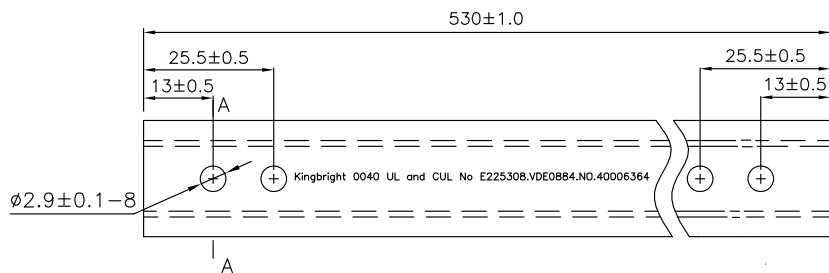 530±1.0
25.5±0.5
25.5±0.5
13±0.5
13±0.5
A
Kingbright 0040 UL and CUL No E225308.VDE0884.NO.40006364
ø2.9±0.1-8
A